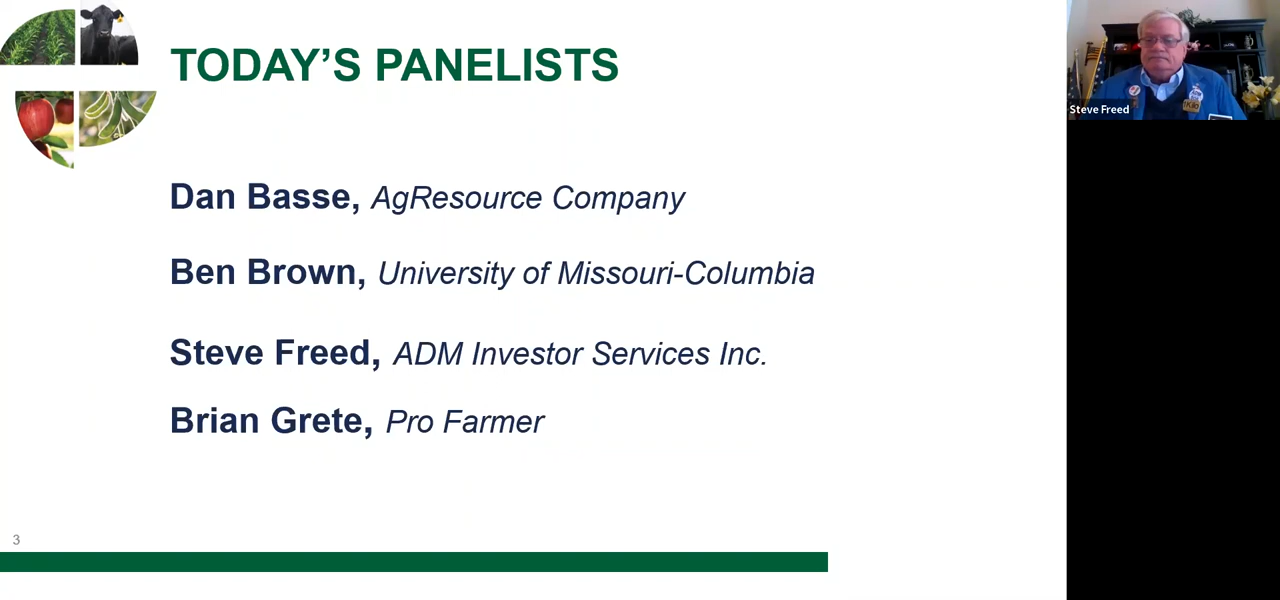 TODAY'S PANELISTS
Steve Freed
Dan Basse, AgResource Company
Ben Brown, University of Missouri-Columbia
Steve Freed, ADM Investor Services Inc.
Brian Grete, Pro Farmer
3